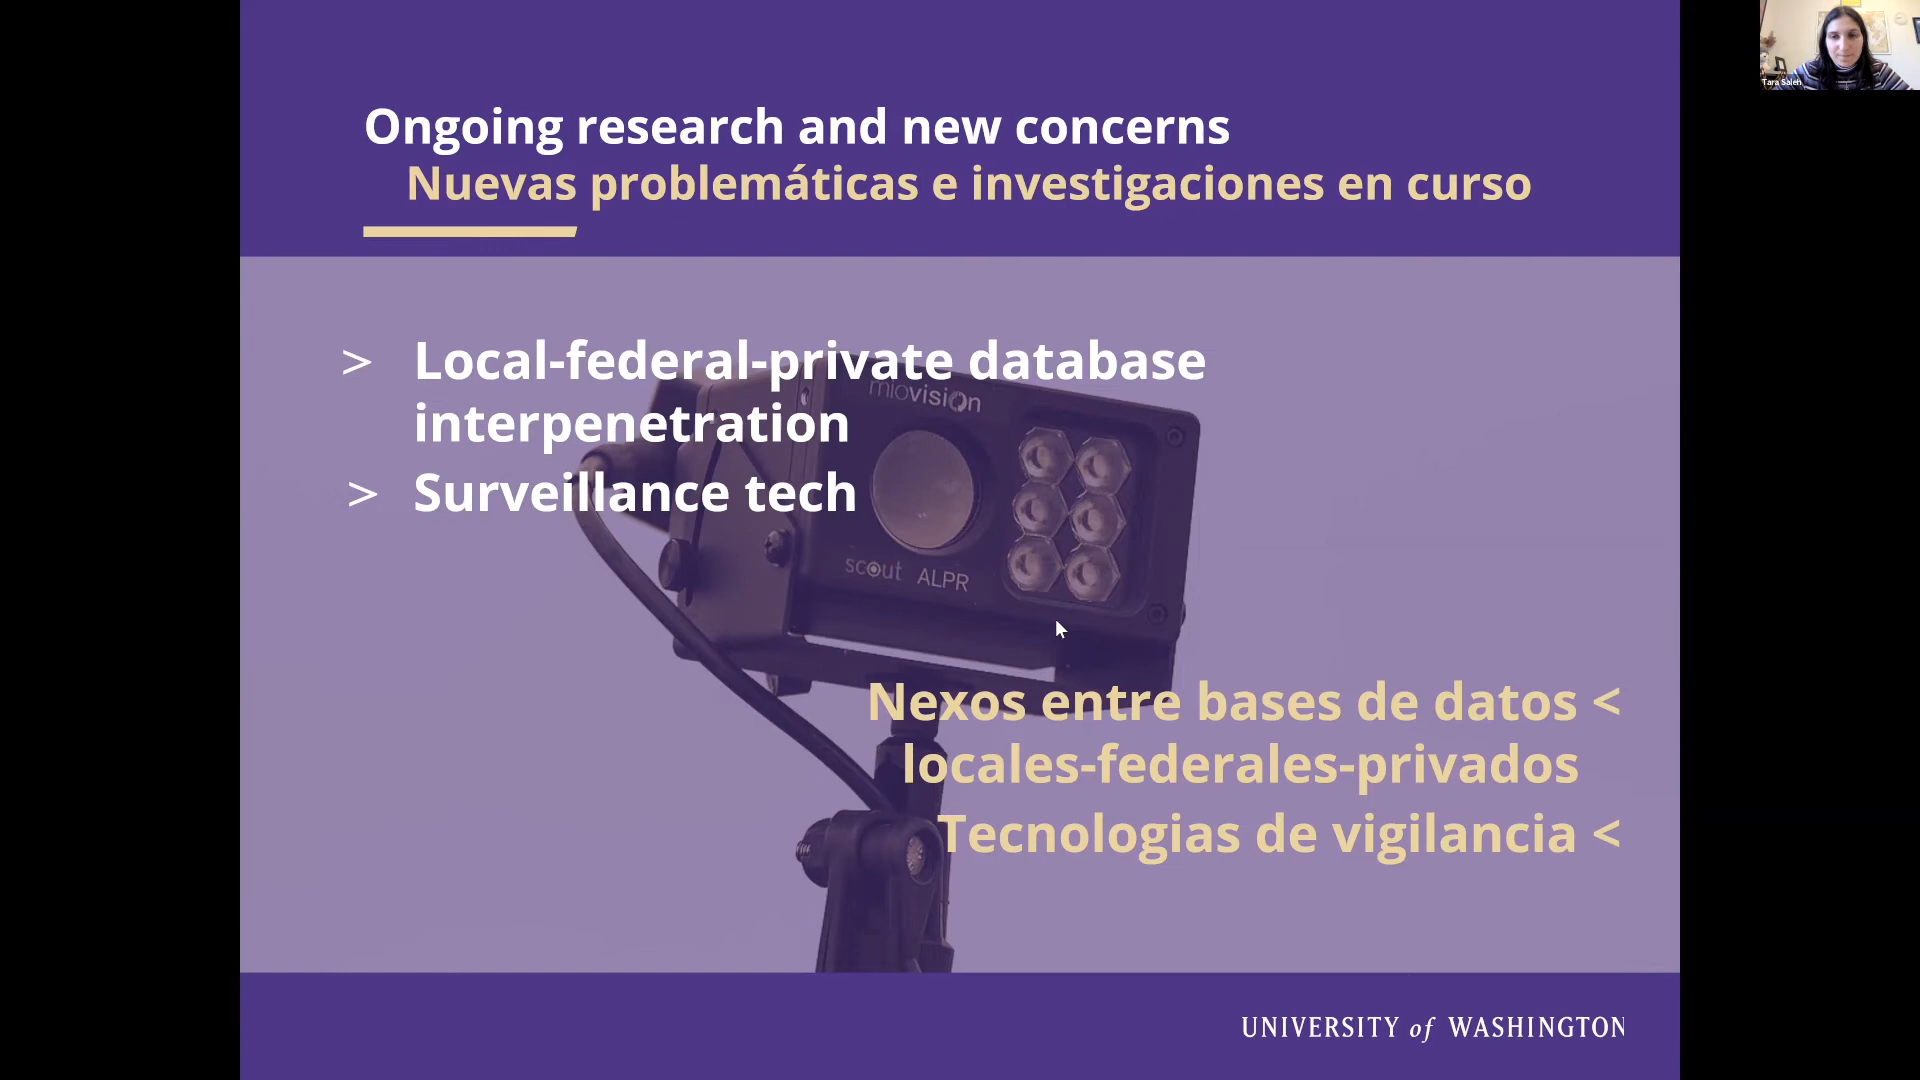 Ongoing research and new concerns
Nuevas problemáticas e investigaciones en curso
> Local-federal-private database
interpenetration
> Surveillance tech
miovision
scout ALPR
Nexos entre bases de datos <
locales-federales-privados
Tecnologias de vigilancia <
UNIVERSITY of WASHINGTON
Tara Saleh